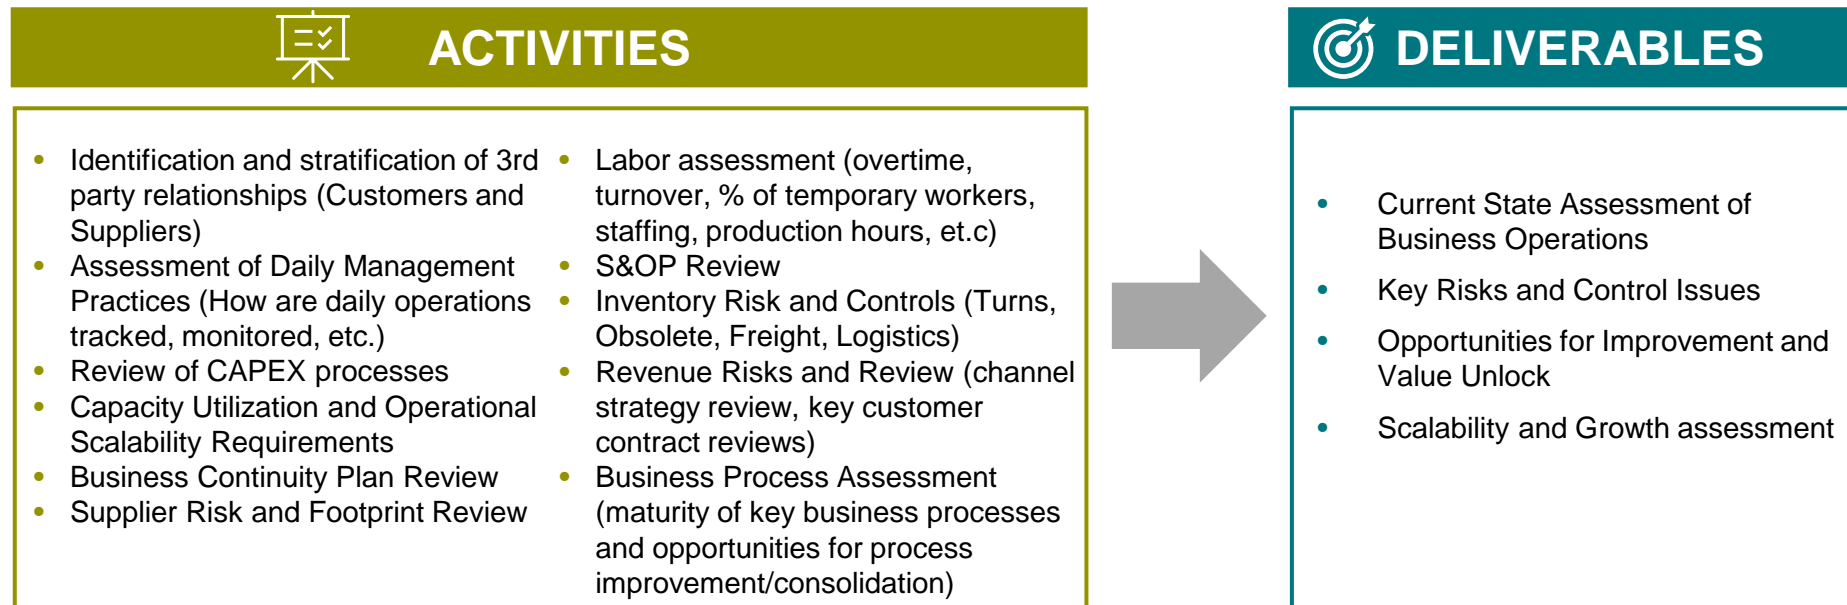 ACTIVITIES
Identification and stratification of 3rd
party relationships (Customers and
Suppliers)
Assessment of Daily Management
Practices (How are daily operations
tracked, monitored, etc.)
Review of CAPEX processes
Capacity Utilization and Operational
Scalability Requirements
Business Continuity Plan Review
Supplier Risk and Footprint Review
Labor assessment (overtime,
turnover, % of temporary workers,
staffing, production hours, et.c)
S&OP Review
Inventory Risk and Controls (Turns,
Obsolete, Freight, Logistics)
Revenue Risks and Review (channel
strategy review, key customer
contract reviews)
Business Process Assessment
(maturity of key business processes
and opportunities for process
improvement/consolidation)
DELIVERABLES
Current State Assessment of
Business Operations
Key Risks and Control Issues
Opportunities for Improvement and
Value Unlock
Scalability and Growth assessment